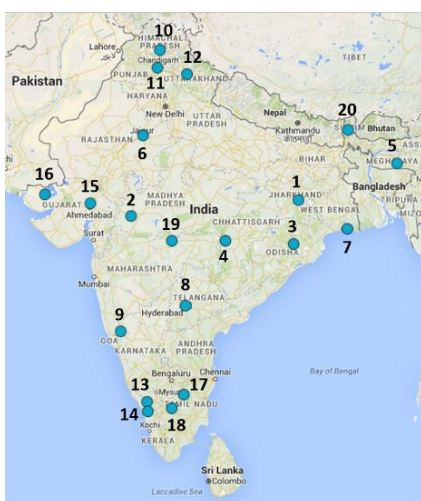 10
HIMACHAL
PRADESH
12
Lahore
Chandigarh
TIBET
PUNJAB
UTTARAKHAND
Pakistan
11
HARYANA
New Delhi
20
UTTAR
PRADESH
Nepal
Kathmandu
SIKKIM
Bhutan
5
Jaipur
RAJASTHAN
6
BIHAR
MEGHALAYA
16
15
2
MADHYA
PRADESH
India
1
JHARKHAND
Bangladesh
TRIPURA
GUJARAT
Ahmedabad
WEST BENGAL
MIZO
19
CHHATTISGARH
3
Surat
4
ODISHA
7
MAHARASHTRA
Mumbai
8
TELANGANA
Hyderabad
9
GOA
KARNATAKA
ANDHRA
PRADESH
Bay of Bengal
Bengaluru
Chennai
13
17
Mysu
TAMIL NADU
14
Kochi
18
KERALA
Sri Lanka
Colombo
Laccadive Sea